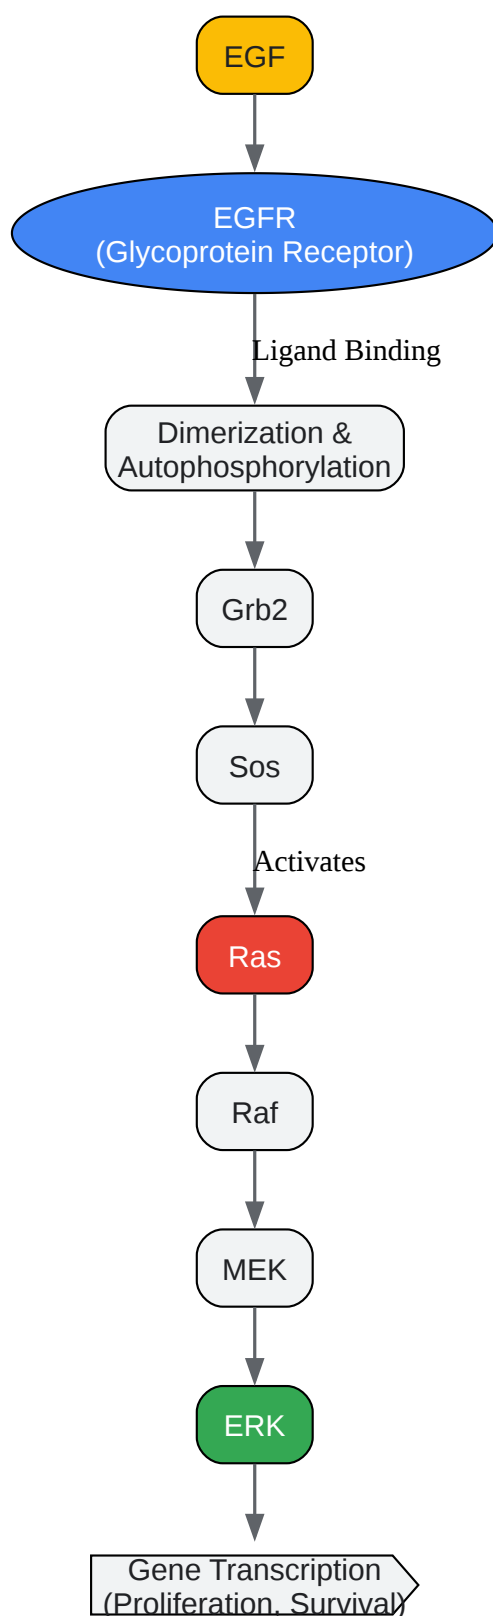 EGF
EGFR
(Glycoprotein Receptor)
Ligand Binding
Dimerization &
Autophosphorylation
Grb2
Sos
Activates
Ras
Raf
MEK
ERK
Gene Transcription
(Proliferation, Survival)